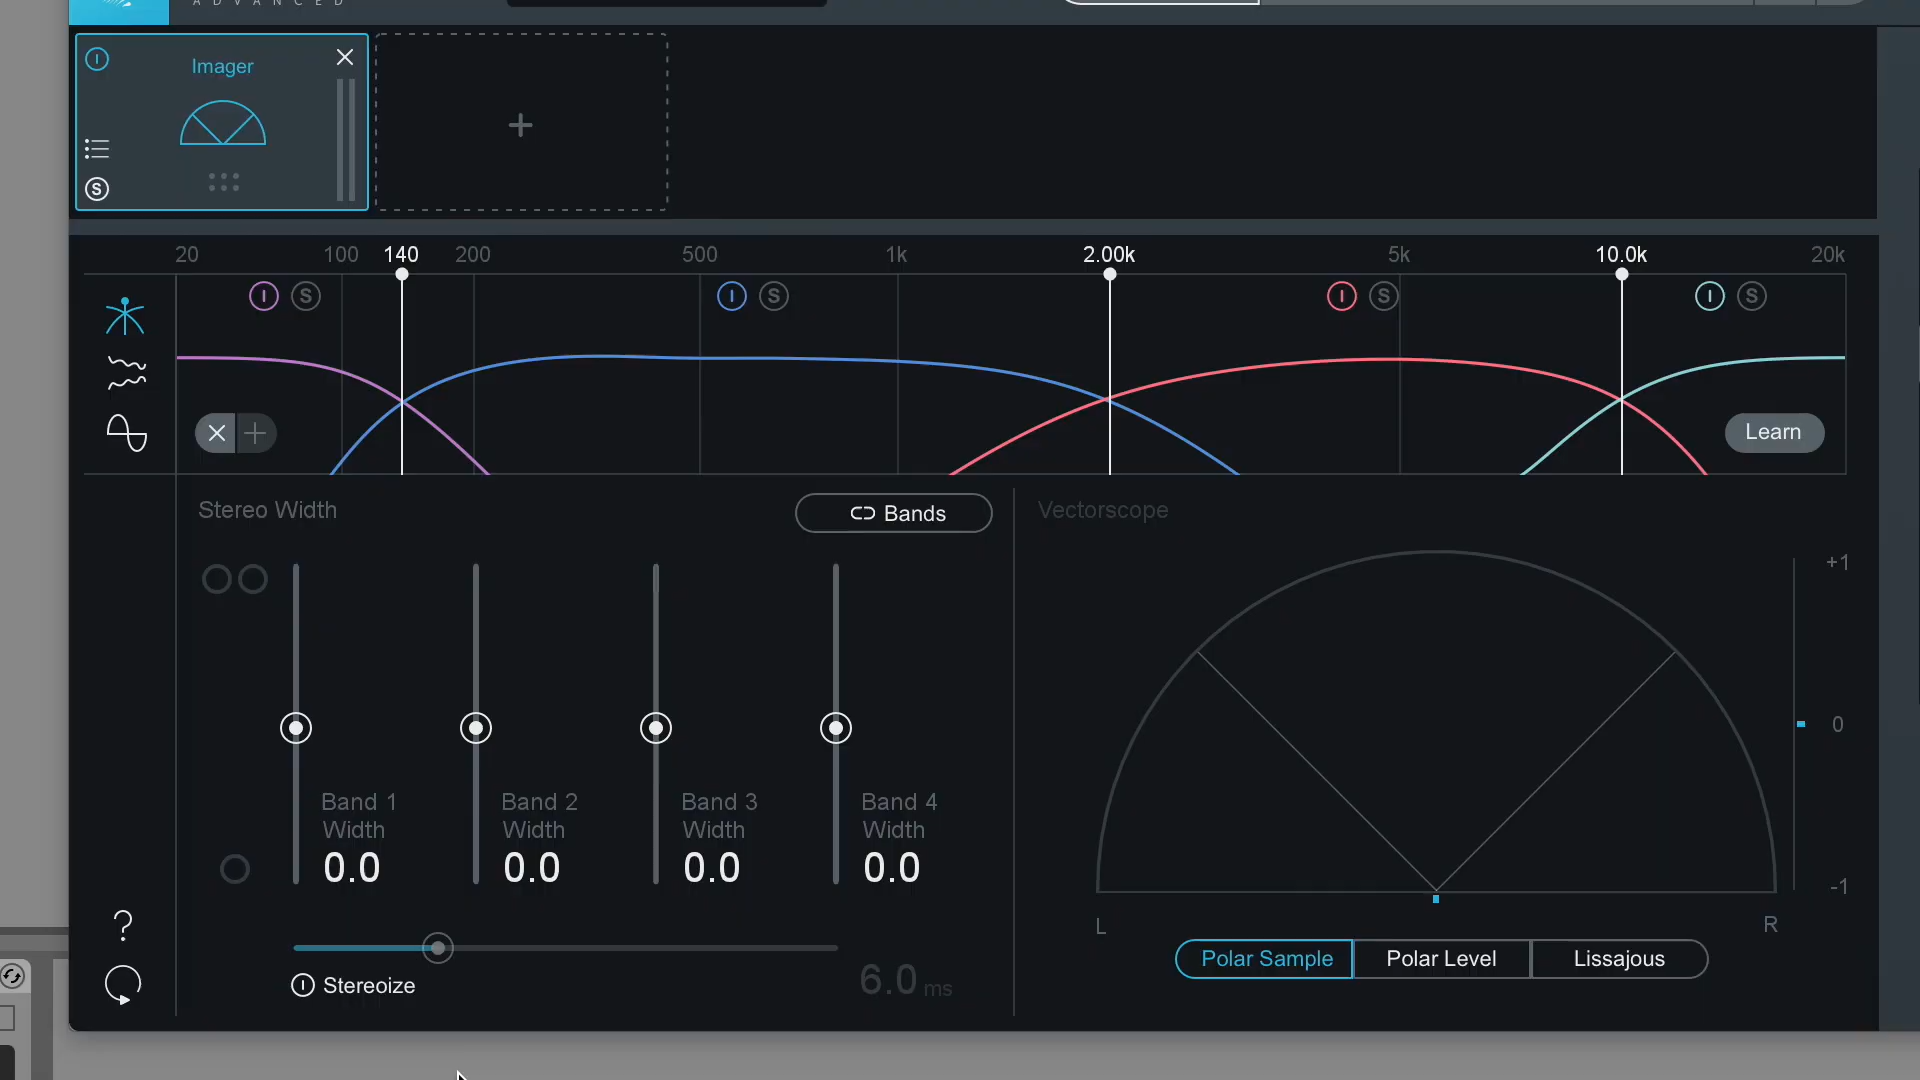 ADVANCED
Imager
S
20 100 140 200 500 1k 2.00k 5k 10.0k 20k
I S I S I S I S
Learn
Stereo Width
Bands
Vectorscope
+1
0
-1
Band 1 Width 0.0
Band 2 Width 0.0
Band 3 Width 0.0
Band 4 Width 0.0
?
L R
Stereoize
6.0 ms
Polar Sample Polar Level Lissajous